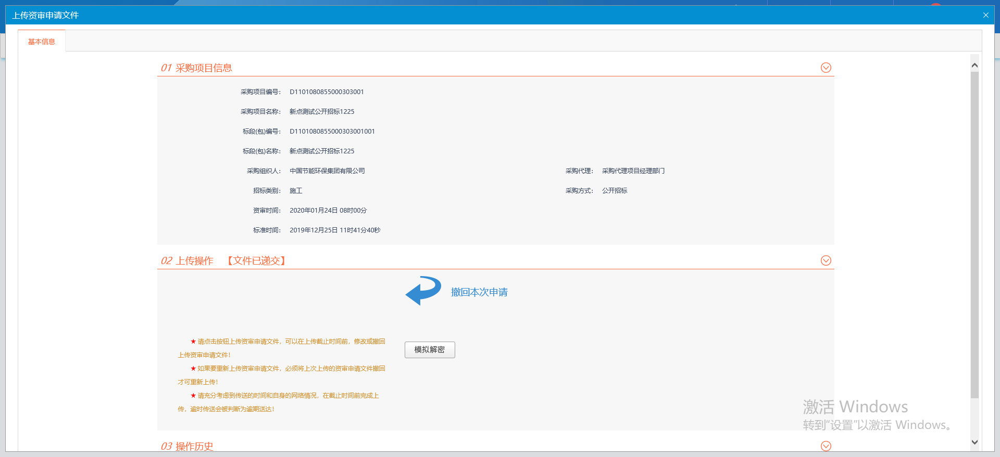 上传资审申请文件
基本信息
01 采购项目信息
采购项目编号： D1101080855000303001
采购项目名称： 新点测试公开招标1225
标段(包)编号： D1101080855000303001001
标段(包)名称： 新点测试公开招标1225
采购组织人： 中国节能环保集团有限公司 采购代理： 采购代理项目经理部门
招标类别： 施工 采购方式： 公开招标
资审时间： 2020年01月24日 08时00分
标准时间： 2019年12月25日 11时41分40秒
02 上传操作 【文件已递交】
撤回本次申请
★ 请点击按钮上传资审申请文件，可以在上传截止时间前，修改或撤回
上传资审申请文件！
★ 如果要重新上传资审申请文件，必须将上次上传的资审申请文件撤回
才可重新上传！
★ 请充分考虑到传送的时间和自身的网络情况，在截止时间前完成上
传，逾时传送会被判断为逾期送达！
模拟解密
激活 Windows
转到“设置”以激活 Windows。
03 操作历史